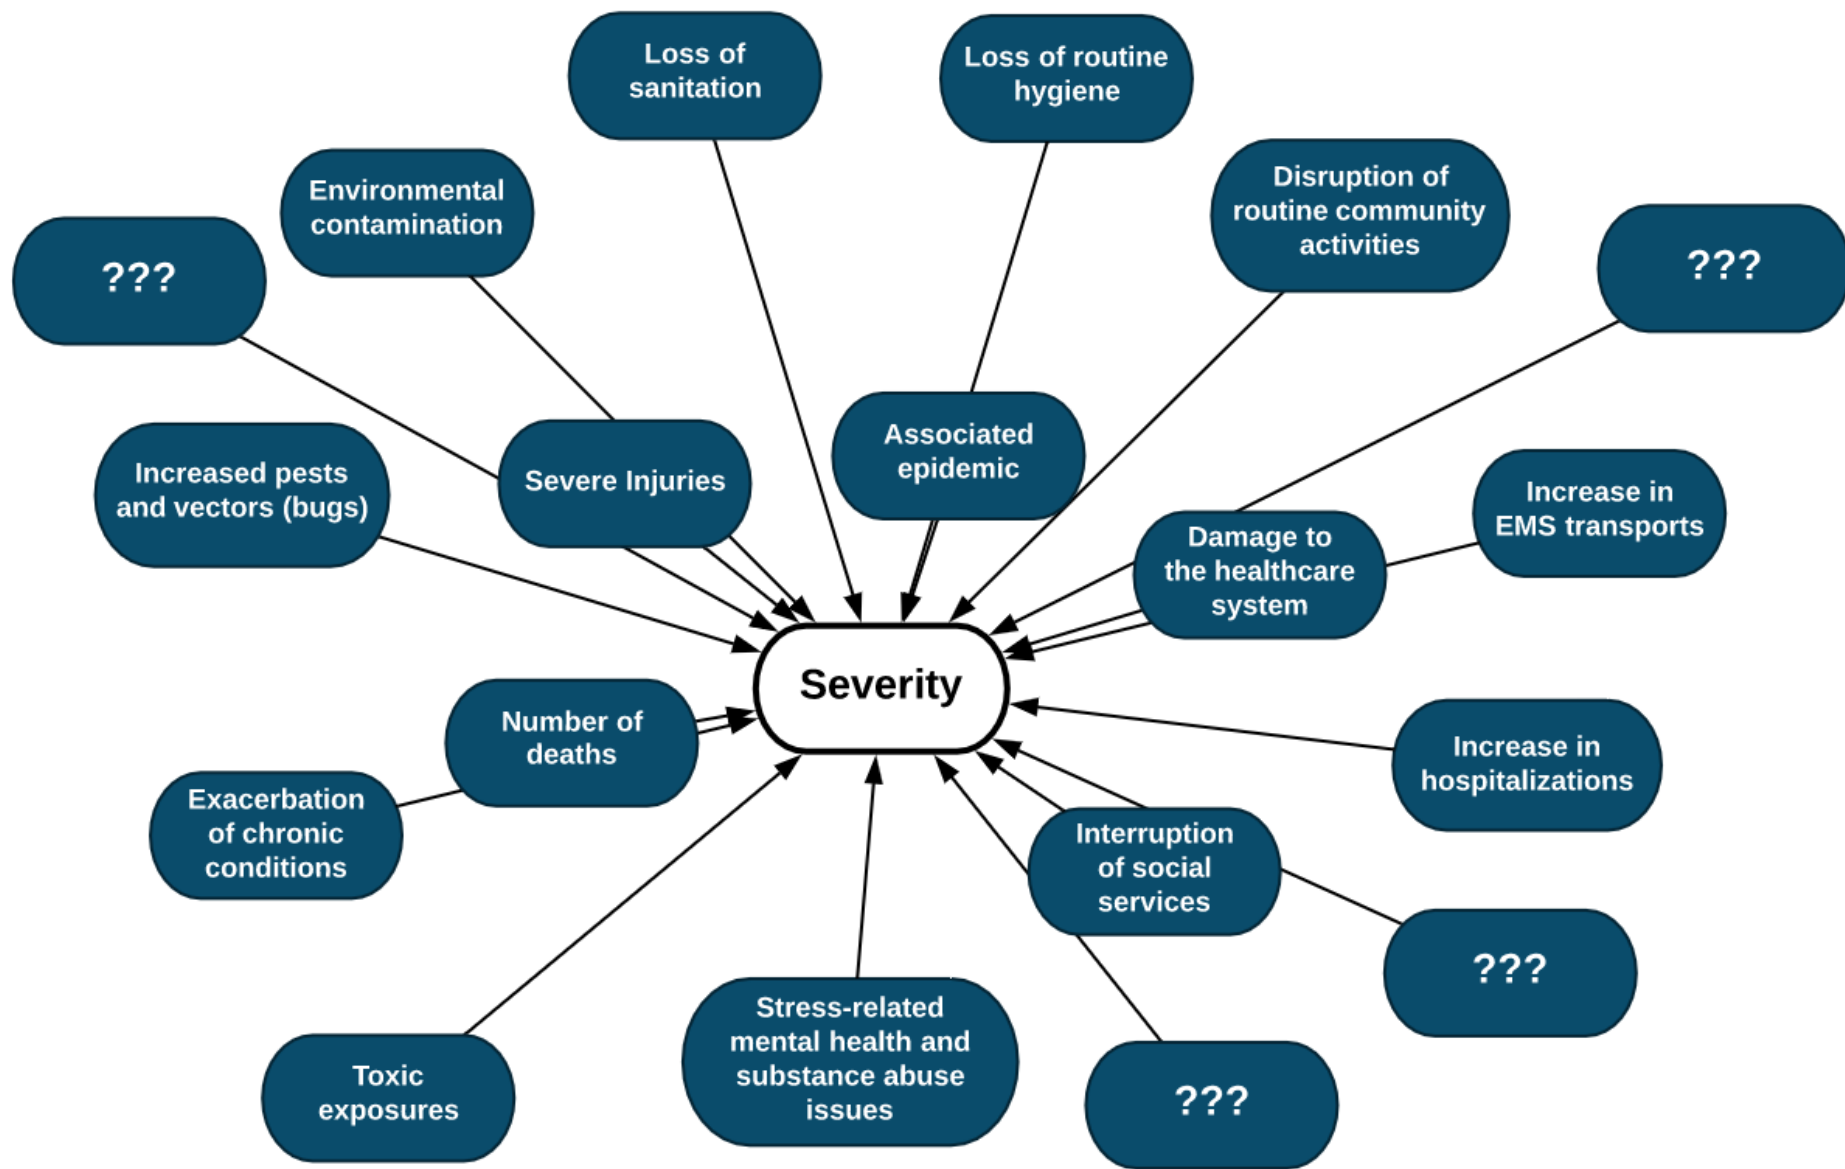 Loss of
sanitation
Loss of routine
hygiene
Environmental
contamination
Disruption of
routine community
activities
???
???
Increased pests
and vectors (bugs)
Severe Injuries
Associated
epidemic
Damage to
the healthcare
system
Increase in
EMS transports
Severity
Number of
deaths
Increase in
hospitalizations
Exacerbation
of chronic
conditions
Interruption
of social
services
???
Toxic
exposures
Stress-related
mental health and
substance abuse
issues
???